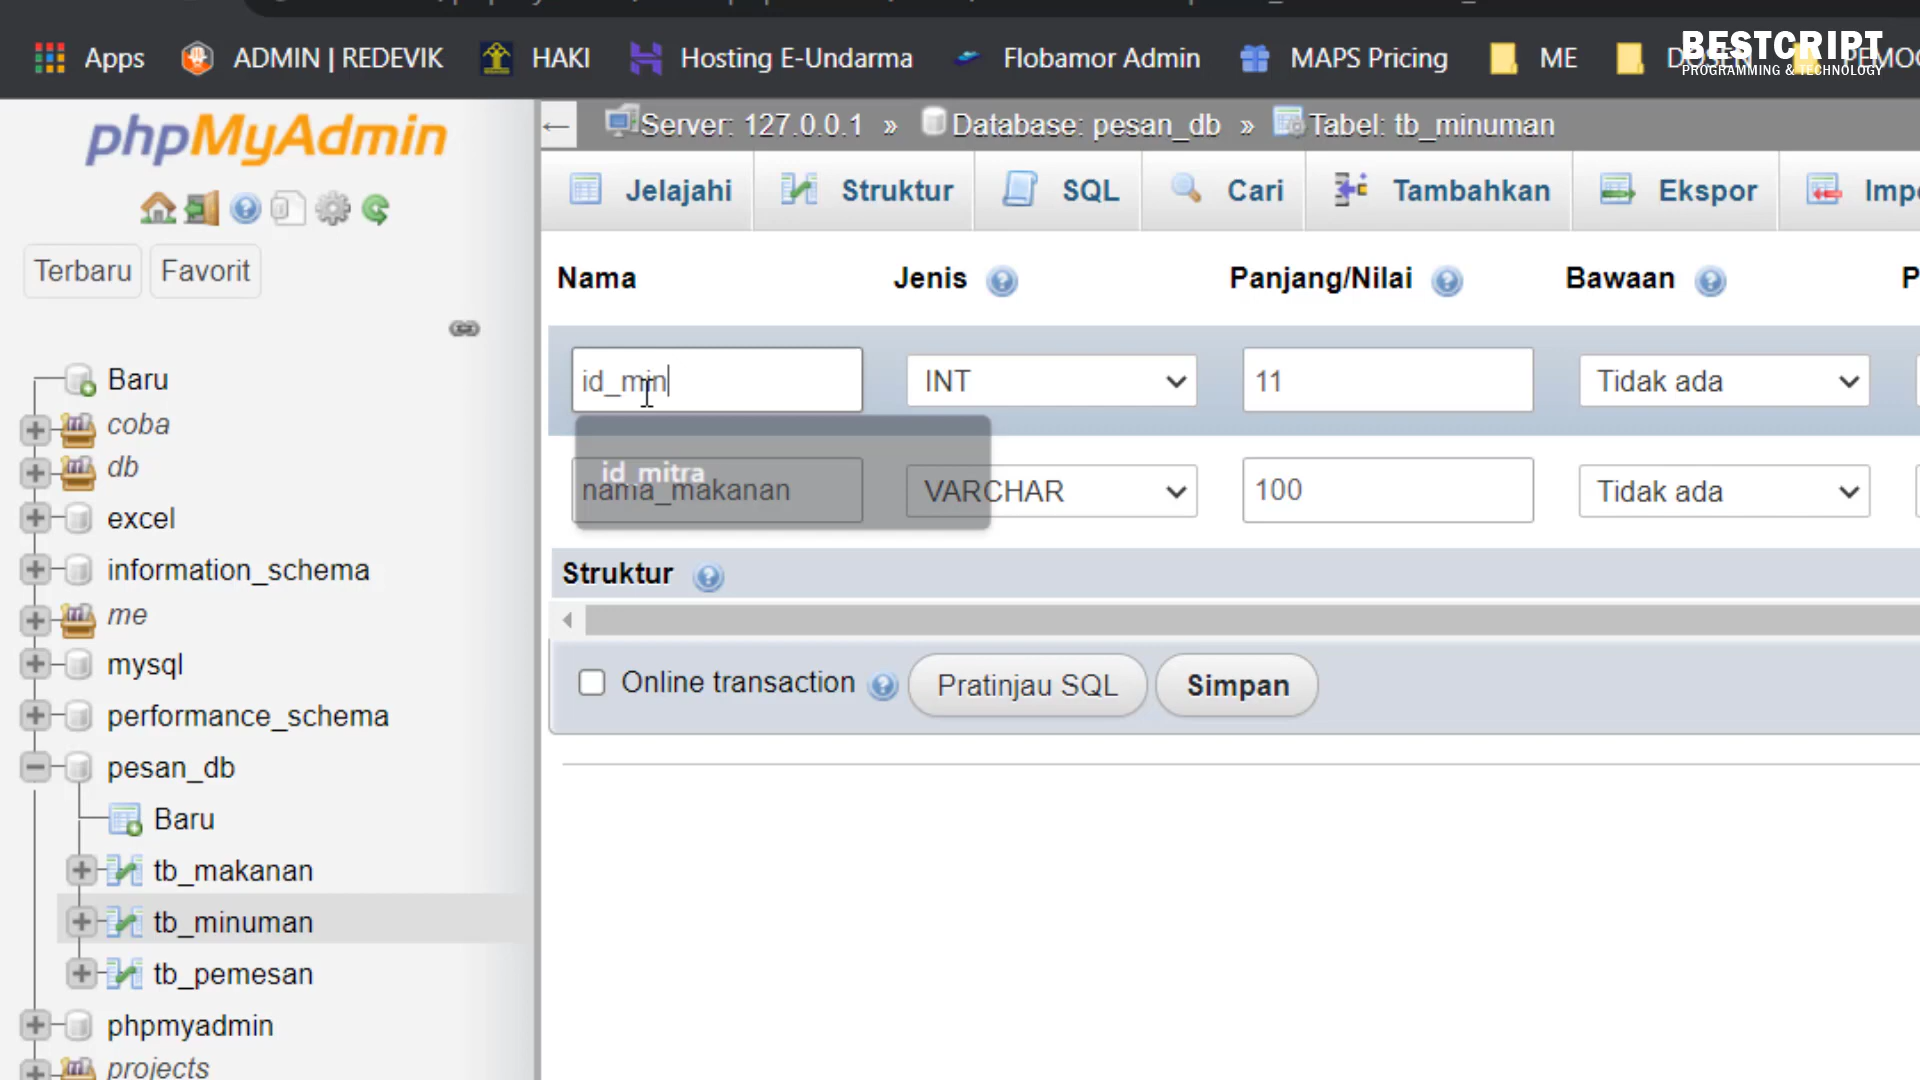 Apps
ADMIN | REDEVIK
HAKI
Hosting E-Undarma
Flobamor Admin
MAPS Pricing
ME
BESTCRIPT
PROGRAMMING & TECHNOLOGY
phpMyAdmin
Terbaru
Favorit
Baru
coba
db
excel
information_schema
me
mysql
performance_schema
pesan_db
Baru
tb_makanan
tb_minuman
tb_pemesan
phpmyadmin
projects
Server: 127.0.0.1 » Database: pesan_db » Tabel: tb_minuman
Jelajahi
Struktur
SQL
Cari
Tambahkan
Ekspor
Impo
Nama
Jenis
Panjang/Nilai
Bawaan
P
id_min
INT
11
Tidak ada
id_mitra
nama_makanan
VARCHAR
100
Tidak ada
Struktur
Online transaction
Pratinjau SQL
Simpan